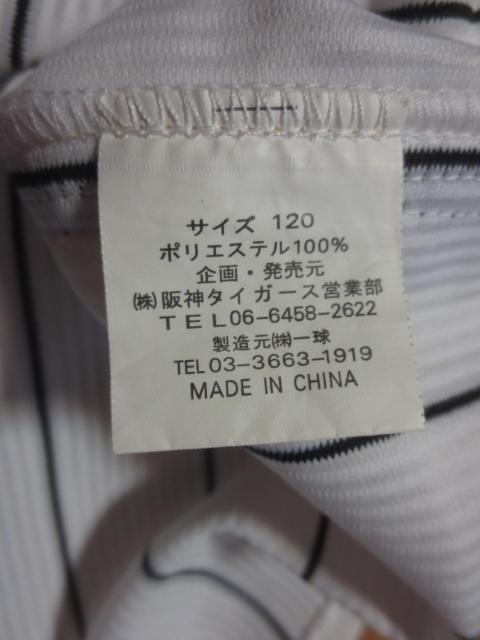 サイズ 120
ポリエステル100%
企画・発売元
㈱阪神タイガース営業部
TEL06-6458-2622
製造元㈱一球
TEL03-3663-1919
MADE IN CHINA